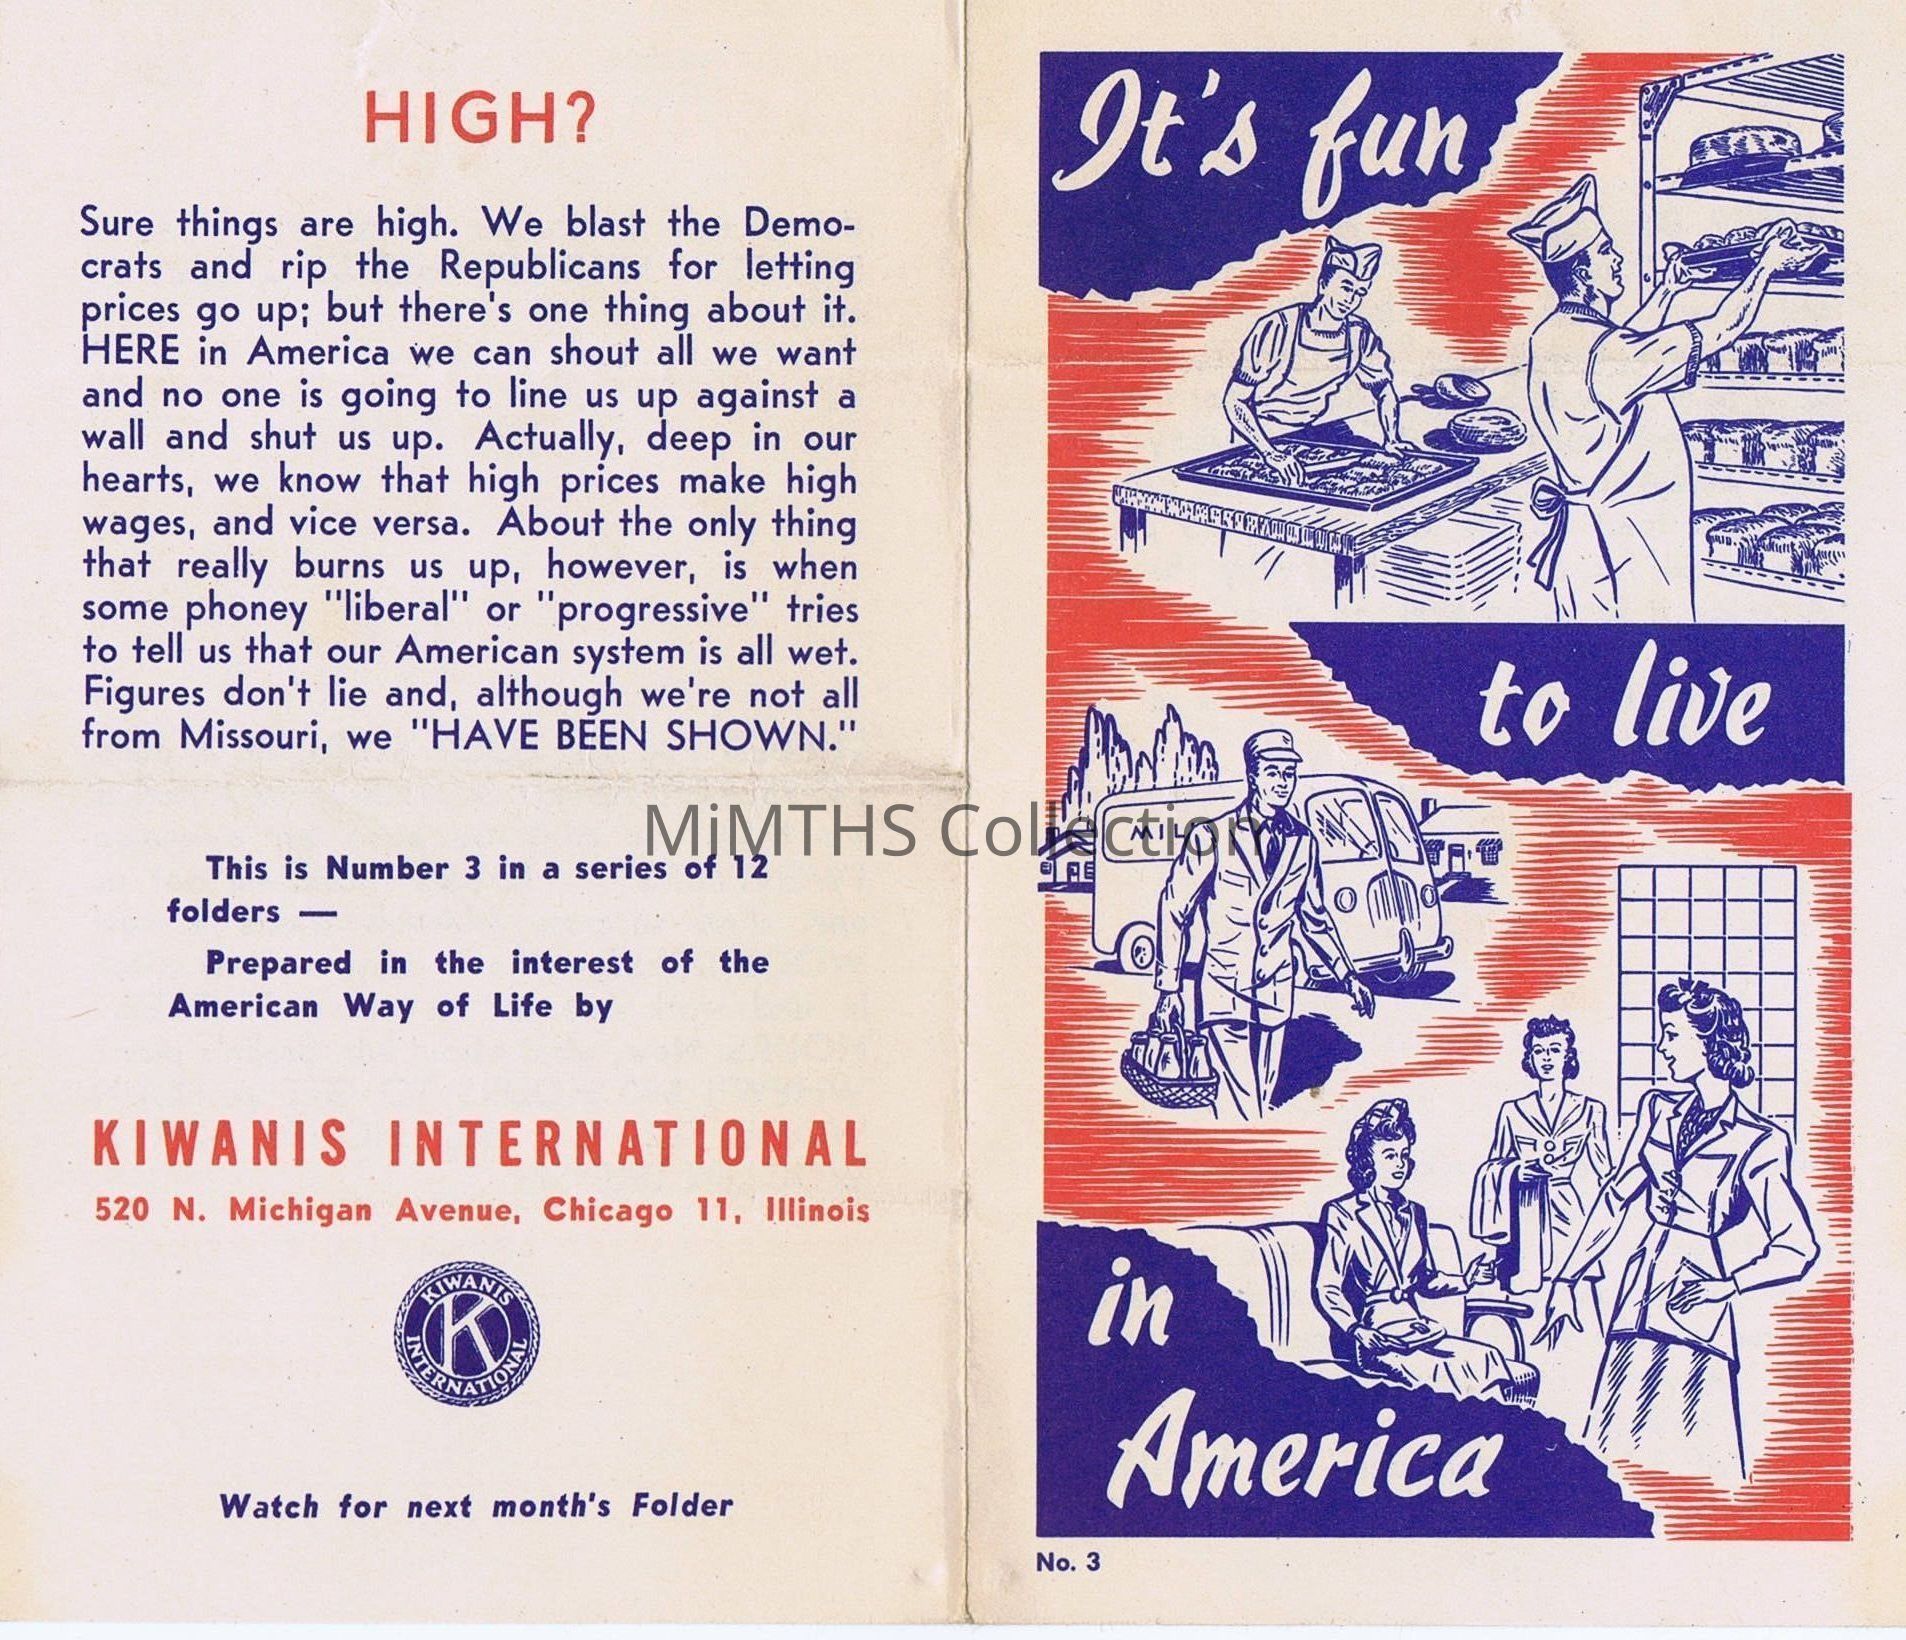 HIGH?
Sure things are high. We blast the Demo-
crats and rip the Republicans for letting
prices go up; but there's one thing about it.
HERE in America we can shout all we want
and no one is going to line us up against a
wall and shut us up. Actually, deep in our
hearts, we know that high prices make high
wages, and vice versa. About the only thing
that really burns us up, however, is when
some phoney "liberal" or "progressive" tries
to tell us that our American system is all wet.
Figures don't lie and, although we're not all
from Missouri, we "HAVE BEEN SHOWN."
This is Number 3 in a series of 12
folders —
Prepared in the interest of the
American Way of Life by
KIWANIS INTERNATIONAL
520 N. Michigan Avenue, Chicago 11, Illinois
KIWANIS
K
INTERNATIONAL
Watch for next month's Folder
It's fun
to live
MIL
in
America
No. 3
MiMTHS Collection